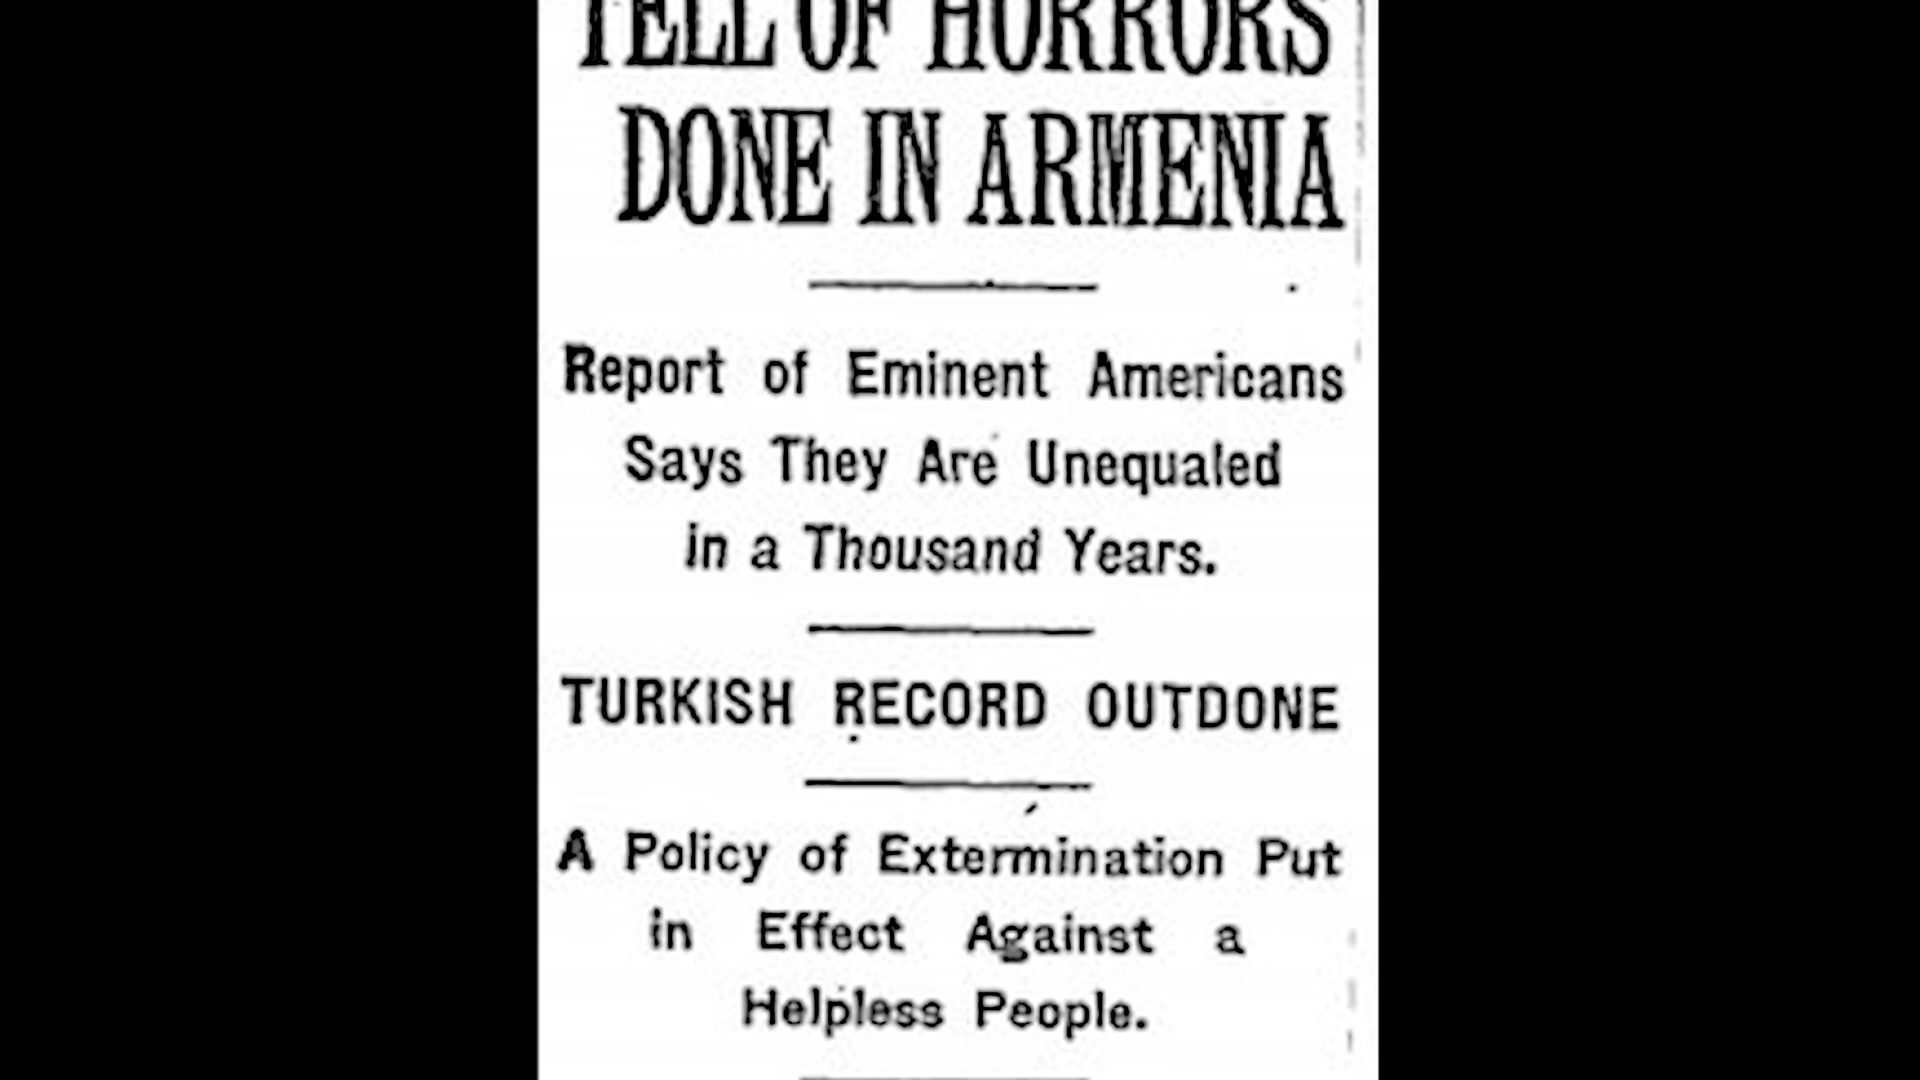 TELL OF HORRORS
DONE IN ARMENIA
Report of Eminent Americans
Says They Are Unequaled
in a Thousand Years.
TURKISH RECORD OUTDONE
A Policy of Extermination Put
in Effect Against a
Helpless People.